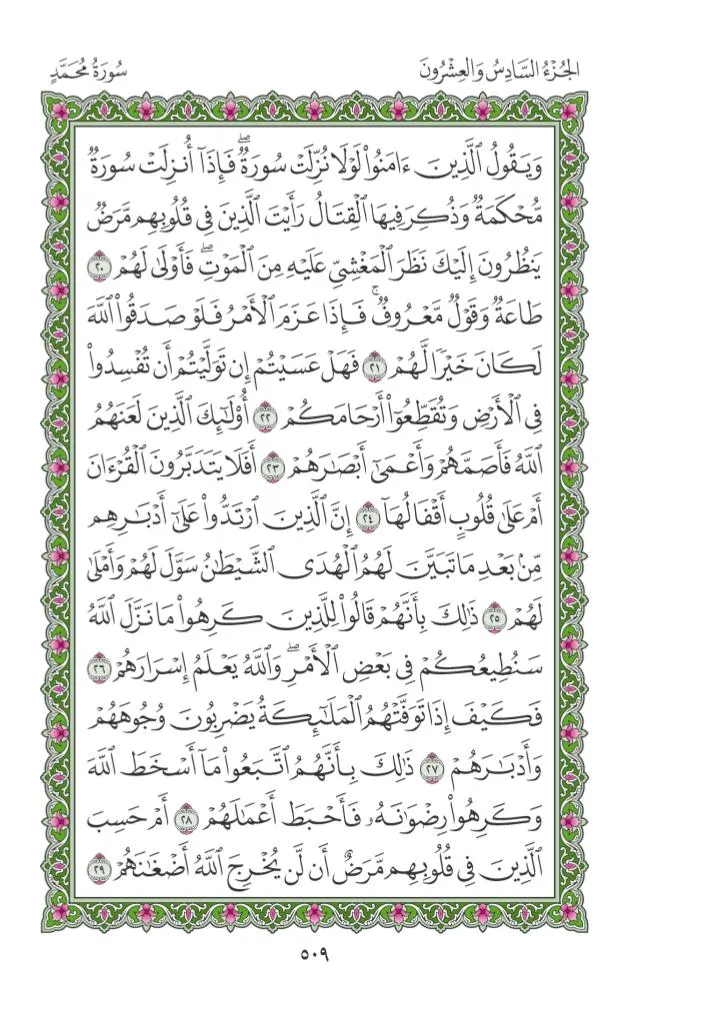 الجُزْءُ السَّادِسُ وَالعِشْرُونَ
سُورَةُ مُحَمَّدٍ
وَيَقُولُ ٱلَّذِينَ ءَامَنُوا۟ لَوْلَا نُزِّلَتْ سُورَةٌ ۖ فَإِذَآ أُنزِلَتْ سُورَةٌ
مُّحْكَمَةٌ وَذُكِرَ فِيهَا ٱلْقِتَالُ رَأَيْتَ ٱلَّذِينَ فِى قُلُوبِهِم مَّرَضٌ
يَنظُرُونَ إِلَيْكَ نَظَرَ ٱلْمَغْشِىِّ عَلَيْهِ مِنَ ٱلْمَوْتِ ۖ فَأَوْلَىٰ لَهُمْ ٢٠
طَاعَةٌ وَقَوْلٌ مَّعْرُوفٌ ۚ فَإِذَا عَزَمَ ٱلْأَمْرُ فَلَوْ صَدَقُوا۟ ٱللَّهَ
لَكَانَ خَيْرًا لَّهُمْ ٢١ فَهَلْ عَسَيْتُمْ إِن تَوَلَّيْتُمْ أَن تُفْسِدُوا۟
فِى ٱلْأَرْضِ وَتُقَطِّعُوٓا۟ أَرْحَامَكُمْ ٢٢ أُو۟لَٰٓئِكَ ٱلَّذِينَ لَعَنَهُمُ
ٱللَّهُ فَأَصَمَّهُمْ وَأَعْمَىٰٓ أَبْصَٰرَهُمْ ٢٣ أَفَلَا يَتَدَبَّرُونَ ٱلْقُرْءَانَ
أَمْ عَلَىٰ قُلُوبٍ أَقْفَالُهَآ ٢٤ إِنَّ ٱلَّذِينَ ٱرْتَدُّوا۟ عَلَىٰٓ أَدْبَٰرِهِم
مِّنۢ بَعْدِ مَا تَبَيَّنَ لَهُمُ ٱلْهُدَى ٱلشَّيْطَٰنُ سَوَّلَ لَهُمْ وَأَمْلَىٰ
لَهُمْ ٢٥ ذَٰلِكَ بِأَنَّهُمْ قَالُوا۟ لِلَّذِينَ كَرِهُوا۟ مَا نَزَّلَ ٱللَّهُ
سَنُطِيعُكُمْ فِى بَعْضِ ٱلْأَمْرِ ۖ وَٱللَّهُ يَعْلَمُ إِسْرَارَهُمْ ٢٦
فَكَيْفَ إِذَا تَوَفَّتْهُمُ ٱلْمَلَٰٓئِكَةُ يَضْرِبُونَ وُجُوهَهُمْ
وَأَدْبَٰرَهُمْ ٢٧ ذَٰلِكَ بِأَنَّهُمُ ٱتَّبَعُوا۟ مَآ أَسْخَطَ ٱللَّهَ
وَكَرِهُوا۟ رِضْوَٰنَهُۥ فَأَحْبَطَ أَعْمَٰلَهُمْ ٢٨ أَمْ حَسِبَ
ٱلَّذِينَ فِى قُلُوبِهِم مَّرَضٌ أَن لَّن يُخْرِجَ ٱللَّهُ أَضْغَٰنَهُمْ ٢٩
٥٠٩